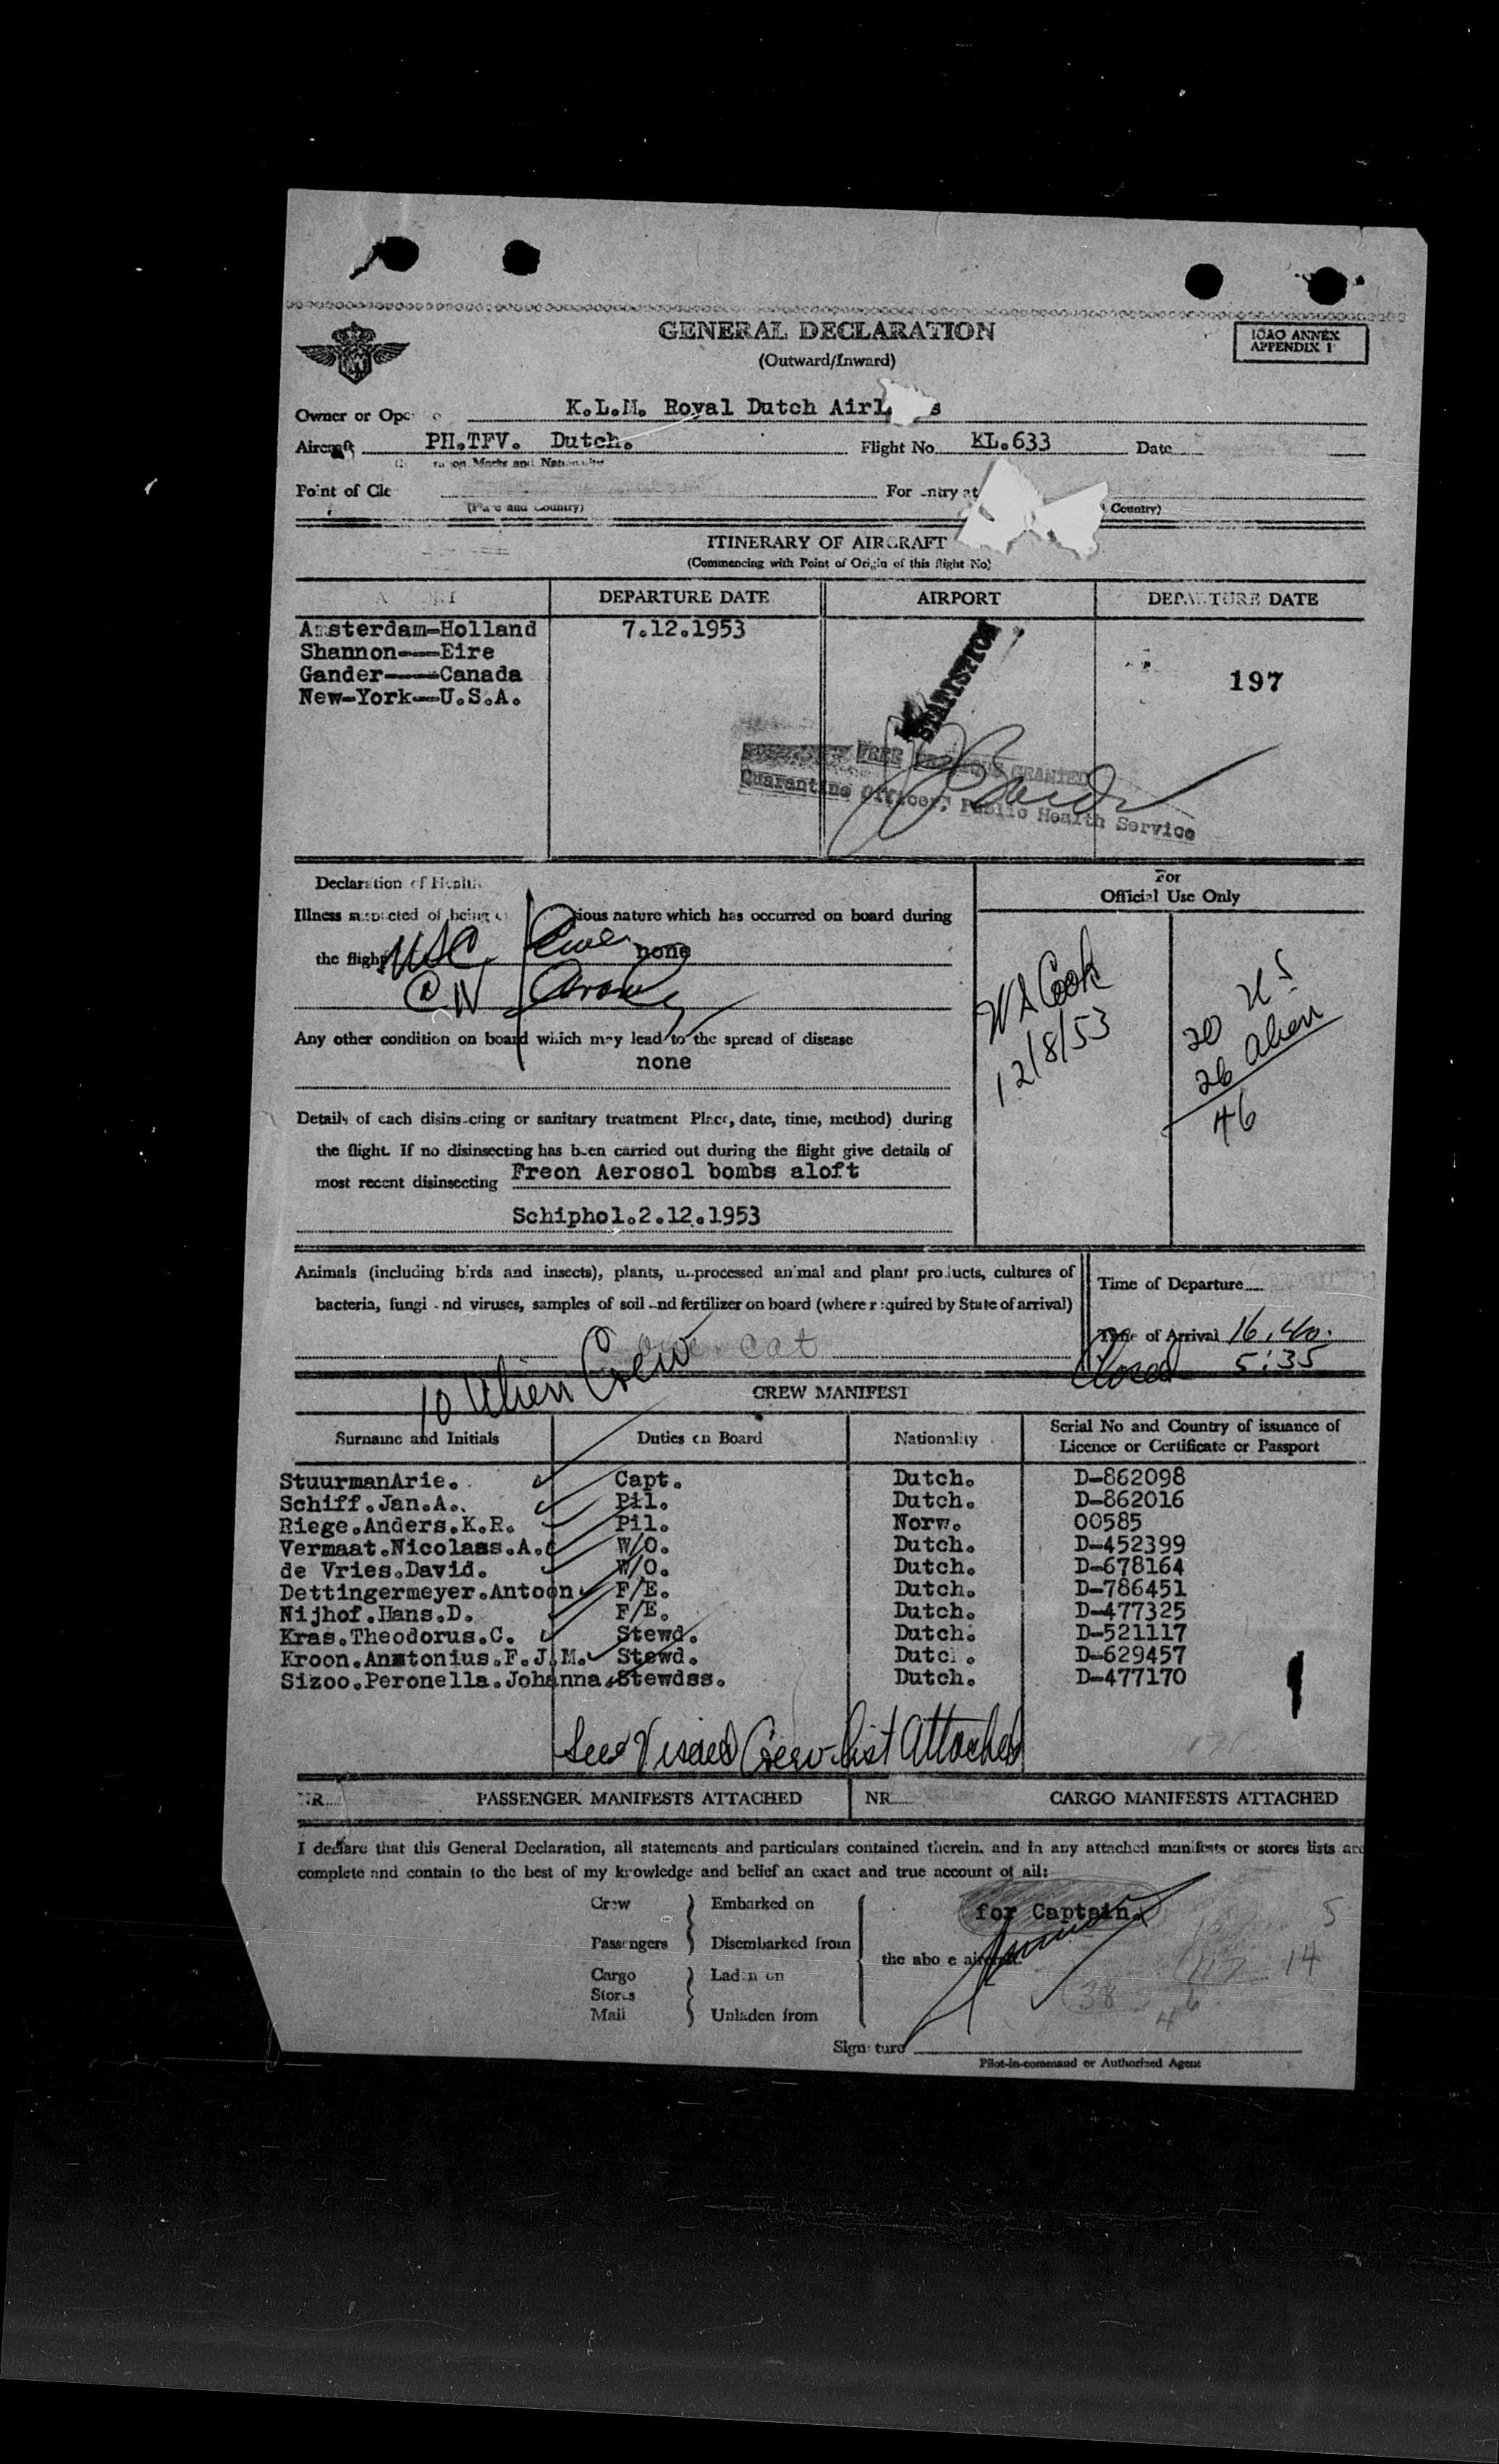 GENERAL DECLARATION
(Outward/Inward)
ICAO ANNEX
APPENDIX 1
Owner or
K.L.M. Royal Dutch
Aircraft PH.TFV. Dutch. Flight No. KL.633 Date
Marks and
Point of
For entry at
(Place and Country)
Country)
ITINERARY OF AIRCRAFT
(Commencing with Point of Origin of this flight No)
DEPARTURE DATE AIRPORT DEPARTURE DATE
Amsterdam-Holland 7.12.1953
Shannon---Eire
Gander----Canada
New-York--U.S.A.
197
FREE PRATIQUE GRANTED
Quarantine Officer, Public Health Service
Declaration of Health
For
Official Use Only
Illness suspected of being nature which has occurred on board during
the flight none
USC
CN
W A Cook
12/8/53
20 US
26 Alien
46
Any other condition on board which may lead to the spread of disease
none
Details of each disinsecting or sanitary treatment Place, date, time, method) during
the flight. If no disinsecting has been carried out during the flight give details of
most recent disinsecting Freon Aerosol bombs aloft
Schiphol.2.12.1953
Animals (including birds and insects), plants, unprocessed animal and plant products, cultures of
bacteria, fungi and viruses, samples of soil and fertilizer on board (where required by State of arrival)
Time of Departure
Time of Arrival 16.40.
Closed 5:35
cat
10 Alien Crew
CREW MANIFEST
Surname and Initials Duties on Board Nationality Serial No and Country of issuance of
Licence or Certificate or Passport
StuurmanArie. Capt. Dutch. D-862098
Schiff.Jan.A.. Pil. Dutch. D-862016
Riege.Anders.K.R. Pil. Norw. 00585
Vermaat.Nicolaas.A. W/O. Dutch. D-452399
de Vries.David. W/O. Dutch. D-678164
Dettingermeyer.Antoon F/E. Dutch. D-786451
Nijhof.Hans.D. F/E. Dutch. D-477325
Kras.Theodorus.C. Stewd. Dutch. D-521117
Kroon.Anatonius.F.J.M. Stewd. Dutch. D-629457
Sizoo.Peronella.Johanna. Stewdss. Dutch. D-477170
See Visaed Crew List Attached
NR PASSENGER MANIFESTS ATTACHED NR CARGO MANIFESTS ATTACHED
I declare that this General Declaration, all statements and particulars contained therein, and in any attached manifests or stores lists are
complete and contain to the best of my knowledge and belief an exact and true account of all:
Crew Embarked on
for Captain.
Passengers Disembarked from
the above aircraft.
Cargo Laden on
Stores
Mail Unladen from
5
14
38
Signature
Pilot-in-command or Authorized Agent